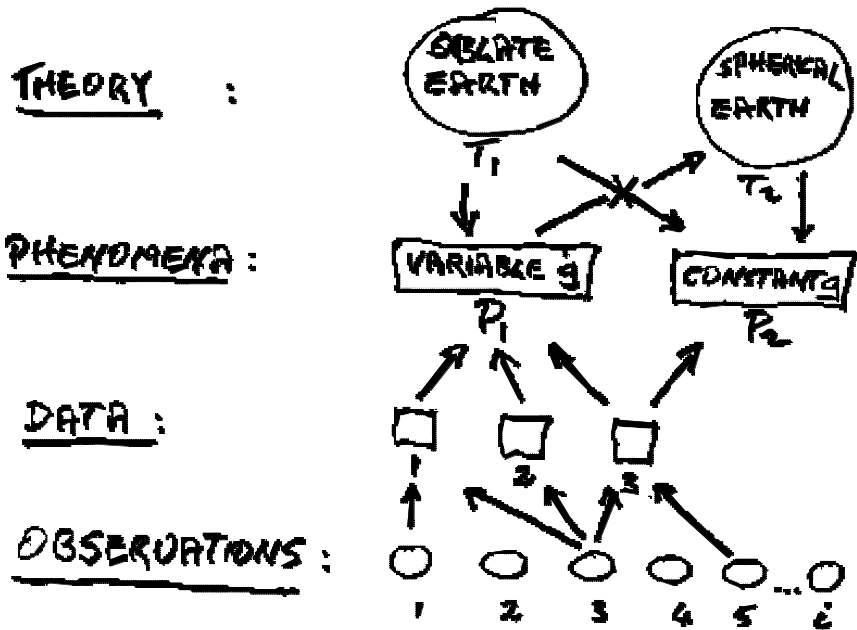 THEORY :
OBLATE
EARTH
SPHERICAL
EARTH
T1
T2
PHENOMENA :
VARIABLE g
CONSTANT g
P1
P2
DATA :
1 2 3
OBSERVATIONS :
...
1 2 3 4 5 i